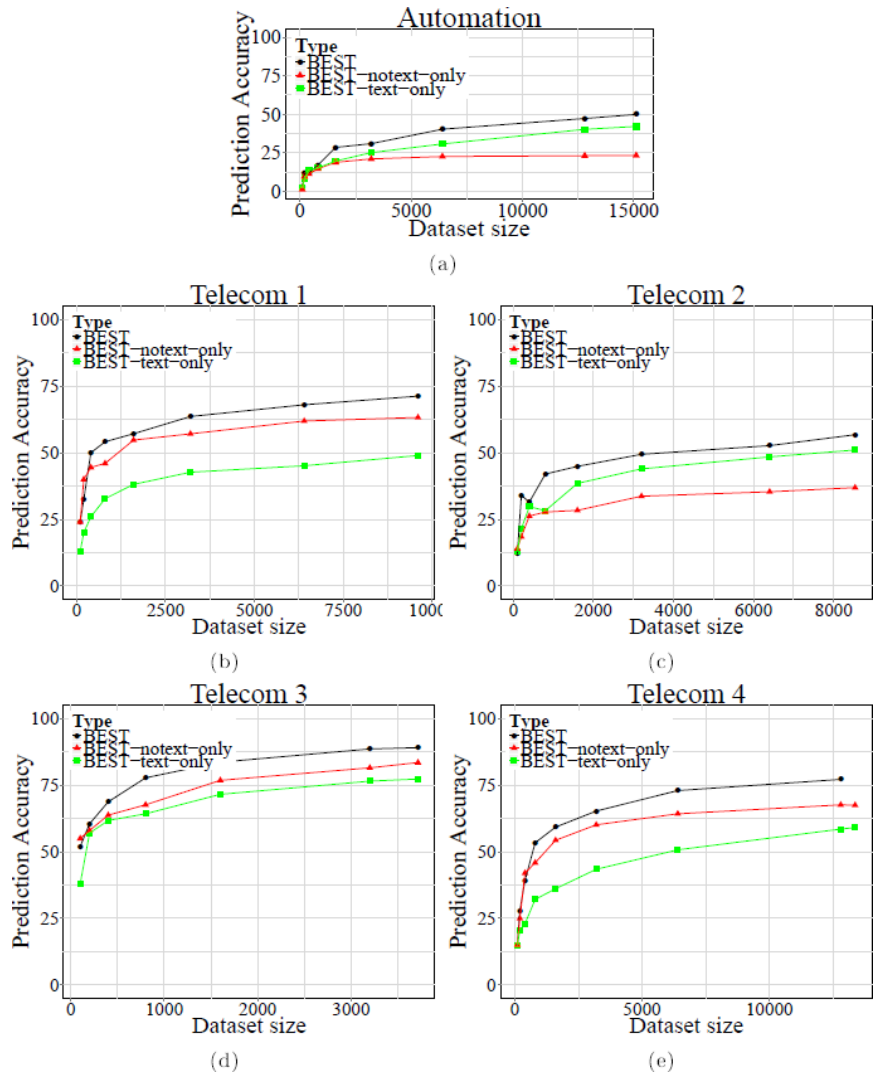 Automation
Prediction Accuracy
100
75
50
25
0
Type
BEST
BEST-notext-only
BEST-text-only
0 5000 10000 15000
Dataset size
(a)
Telecom 1
Prediction Accuracy
100
75
50
25
0
Type
BEST
BEST-notext-only
BEST-text-only
0 2500 5000 7500 1000
Dataset size
(b)
Telecom 2
Prediction Accuracy
100
75
50
25
0
Type
BEST
BEST-notext-only
BEST-text-only
0 2000 4000 6000 8000
Dataset size
(c)
Telecom 3
Prediction Accuracy
100
75
50
25
0
Type
BEST
BEST-notext-only
BEST-text-only
0 1000 2000 3000
Dataset size
(d)
Telecom 4
Prediction Accuracy
100
75
50
25
0
Type
BEST
BEST-notext-only
BEST-text-only
0 5000 10000
Dataset size
(e)